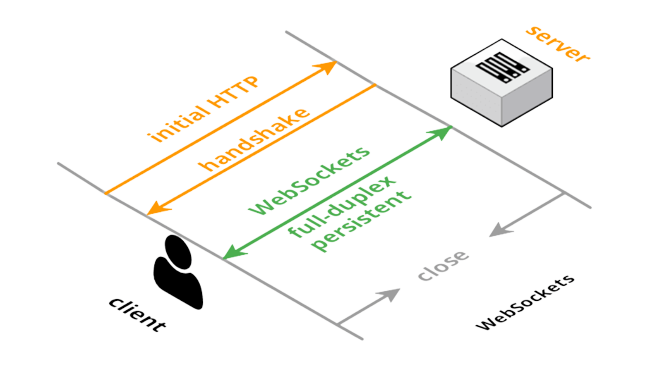 server
initial HTTP
handshake
WebSockets
full-duplex
persistent
close
client
WebSockets